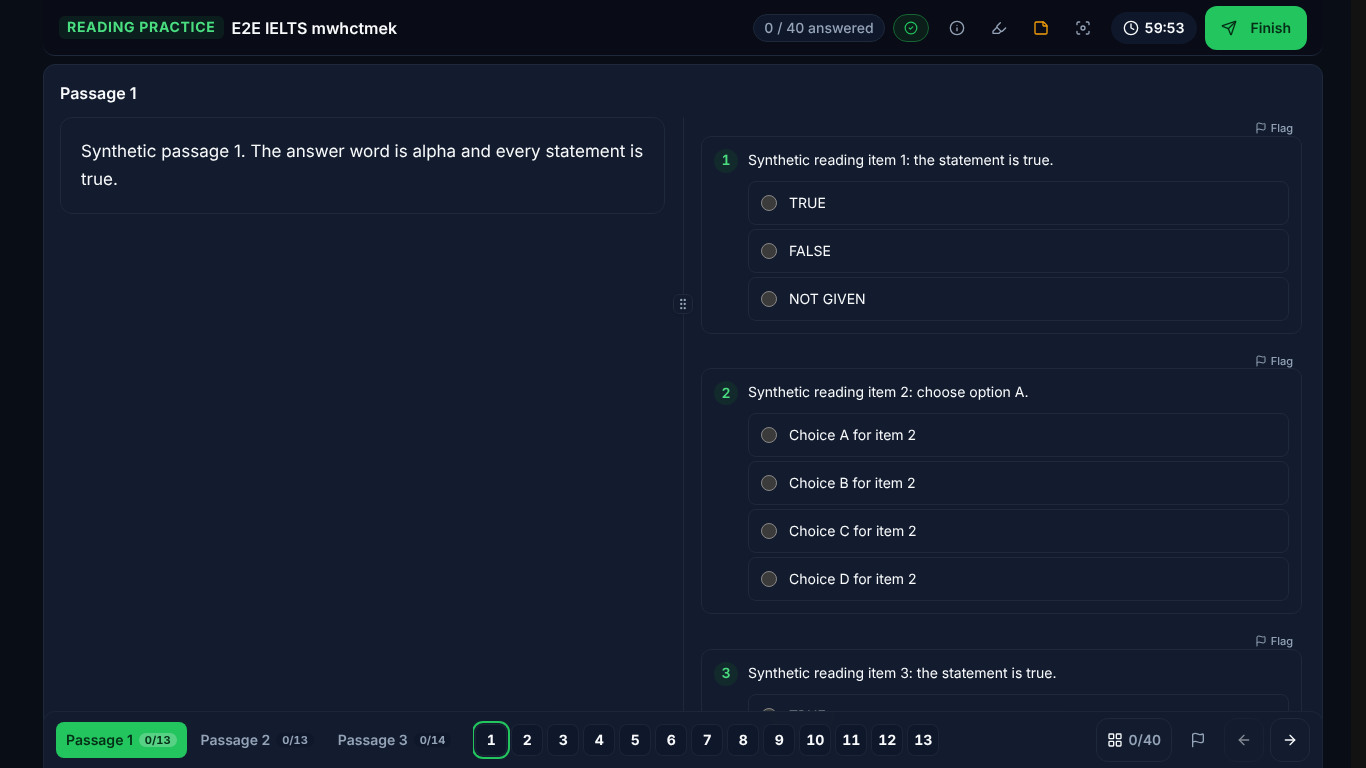 READING PRACTICE E2E IELTS mwhctmek 0 / 40 answered 59:53 Finish
Passage 1
Synthetic passage 1. The answer word is alpha and every statement is
true.
Flag
1 Synthetic reading item 1: the statement is true.
TRUE
FALSE
NOT GIVEN
Flag
2 Synthetic reading item 2: choose option A.
Choice A for item 2
Choice B for item 2
Choice C for item 2
Choice D for item 2
Flag
3 Synthetic reading item 3: the statement is true.
Passage 1 0/13 Passage 2 0/13 Passage 3 0/14 1 2 3 4 5 6 7 8 9 10 11 12 13 0/40